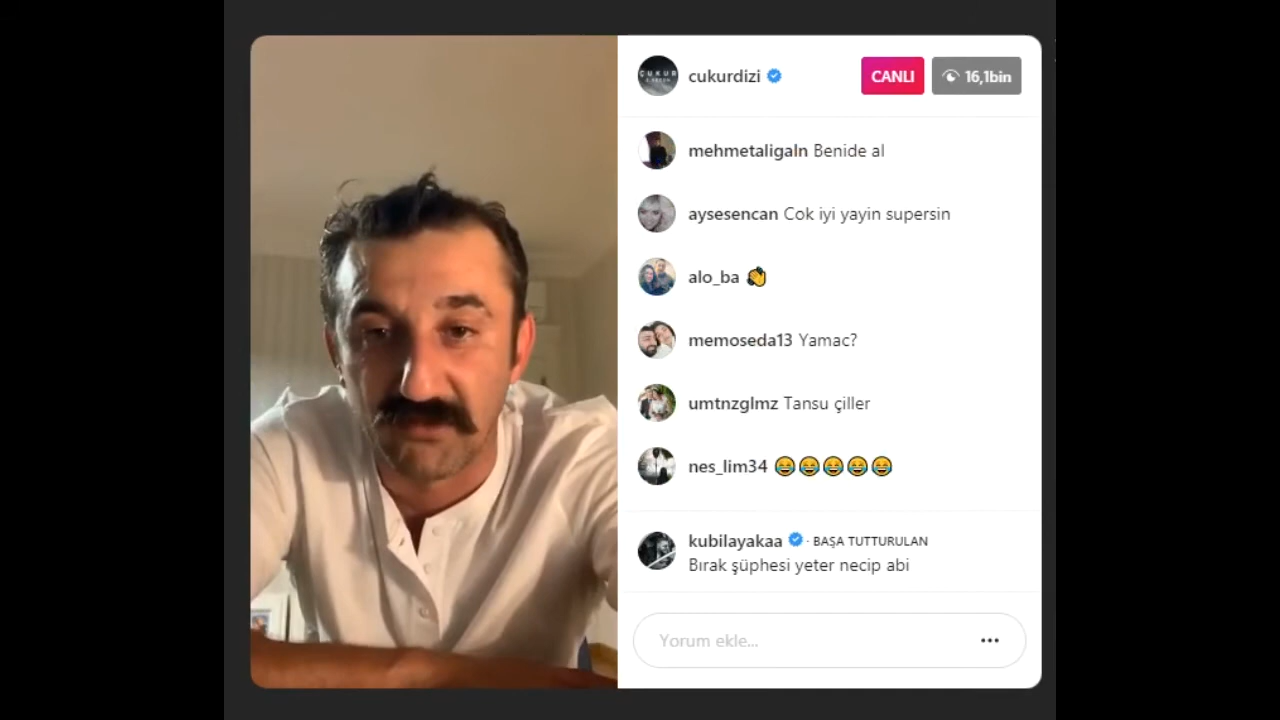 cukurdizi CANLI 16,1bin
ÇUKUR
mehmetaligaln Benide al
aysesencan Cok iyi yayin supersin
alo_ba 👏
memoseda13 Yamac?
umtnzglmz Tansu çiller
nes_lim34 😂😂😂😂😂
kubilayakaa · BAŞA TUTTURULAN
Bırak şüphesi yeter necip abi
Yorum ekle...